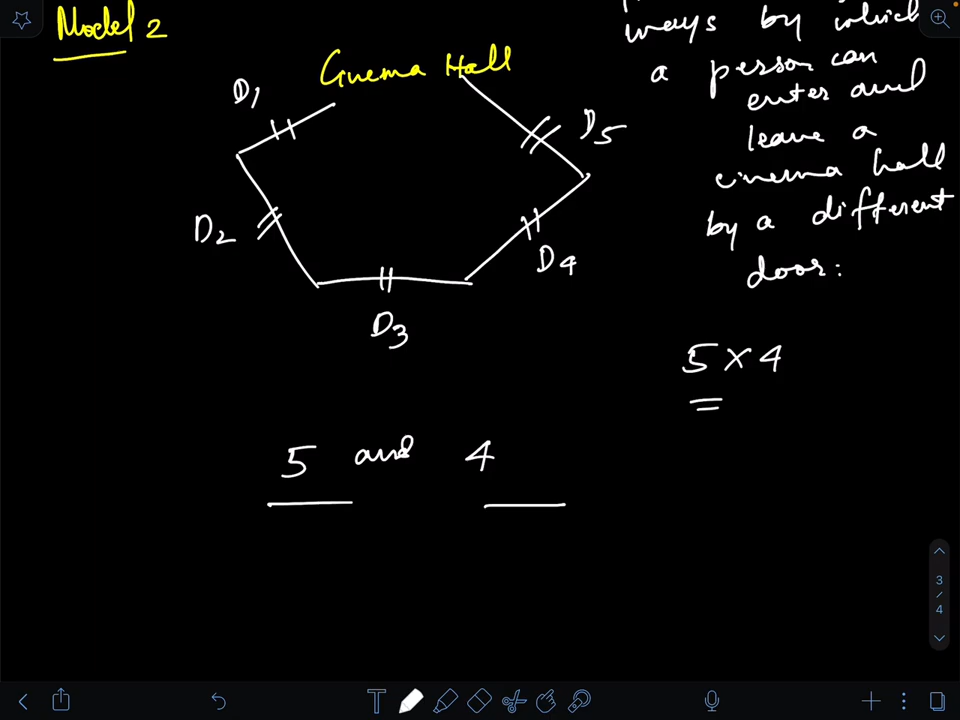 Model 2
Cinema Hall
D1
D2
D3
D4
D5
ways by which
a person can
enter and
leave a
cinema hall
by a different
door:
5 × 4
5 and 4
3
/
4
T